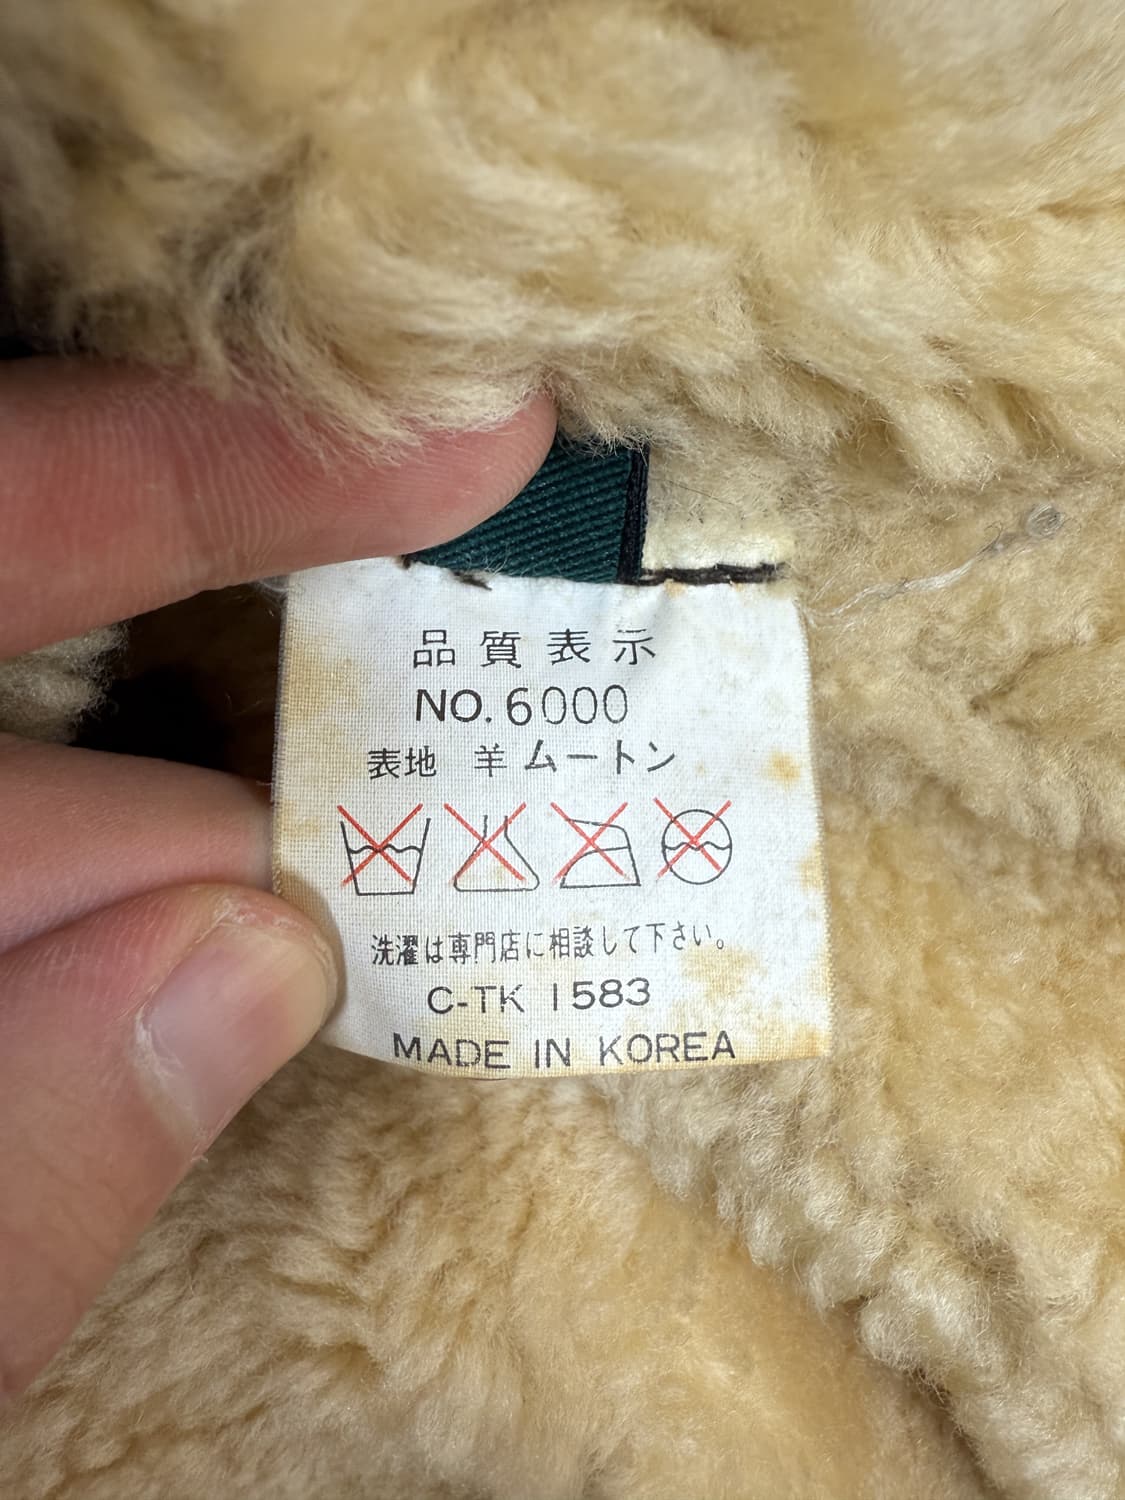 品質表示
NO. 6000
表地 羊ムートン
洗濯は専門店に相談して下さい。
C-TK 1583
MADE IN KOREA